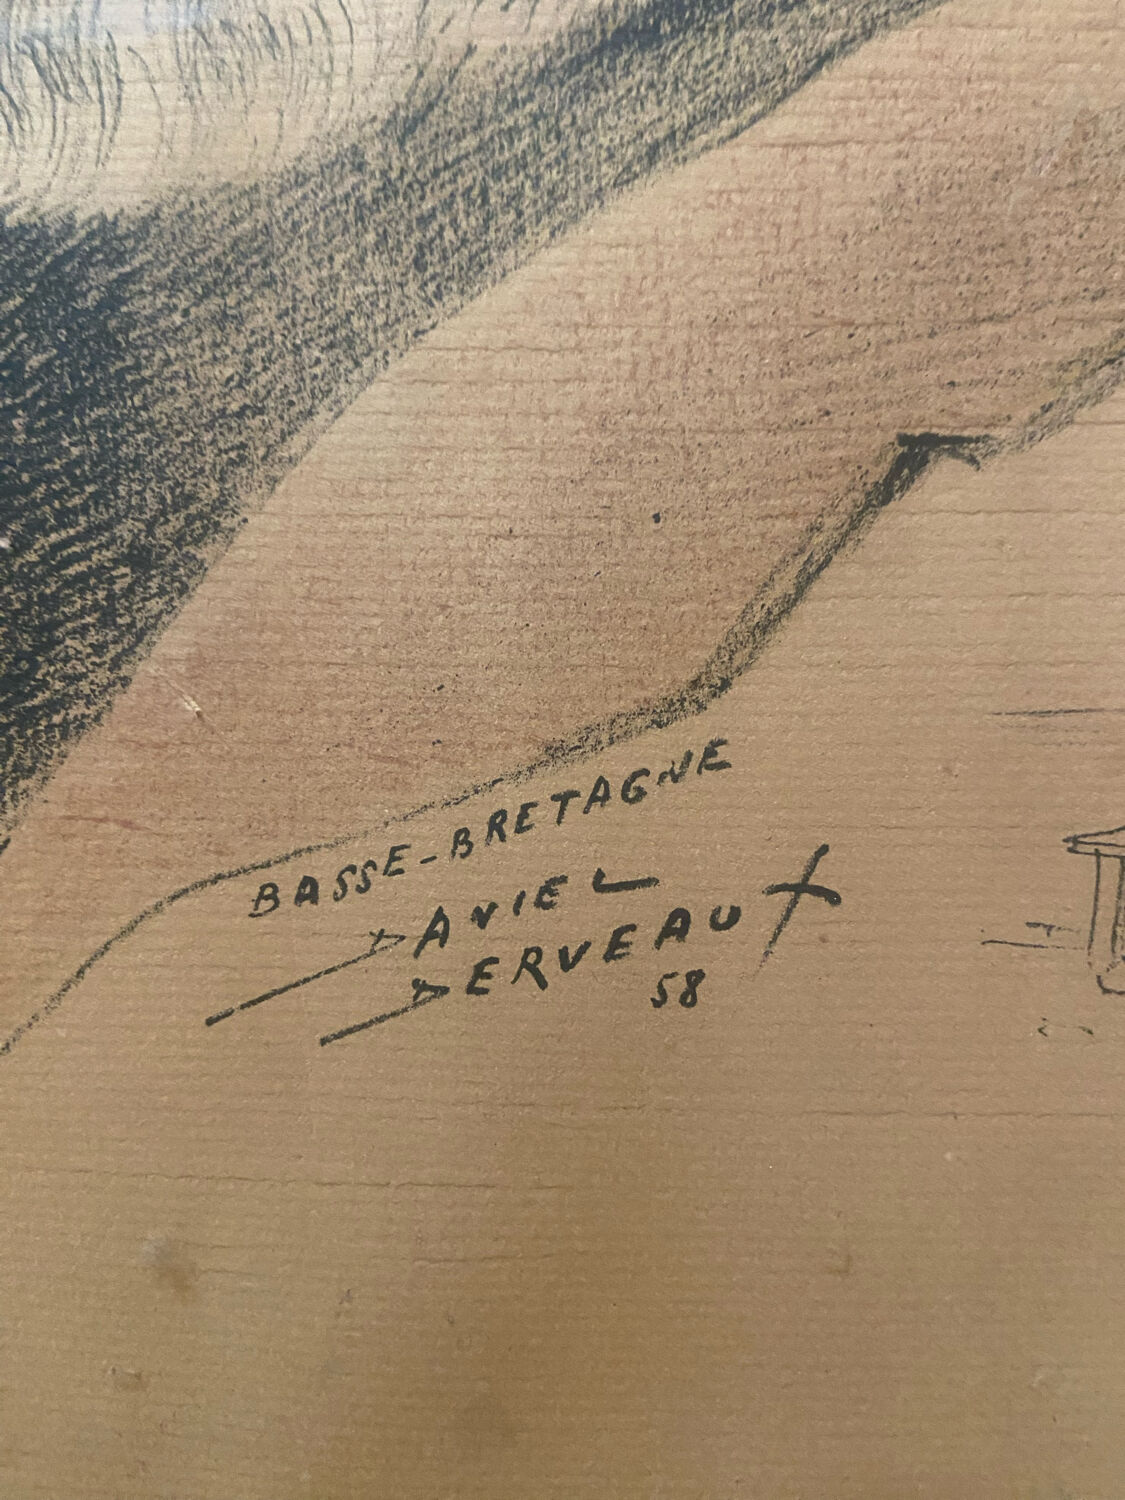 BASSE-BRETAGNE
DANIEL
DERVEAUX
58